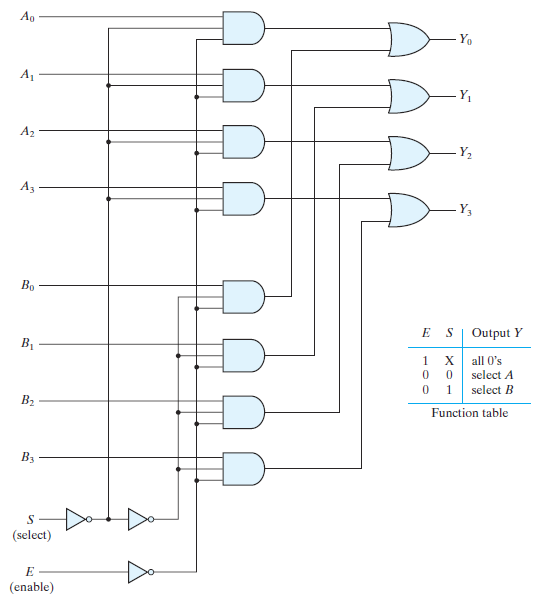 A₀
Y₀
A₁
Y₁
A₂
Y₂
A₃
Y₃
B₀
B₁
B₂
B₃
E S Output Y
1 X all 0's
0 0 select A
0 1 select B
Function table
S
(select)
E
(enable)